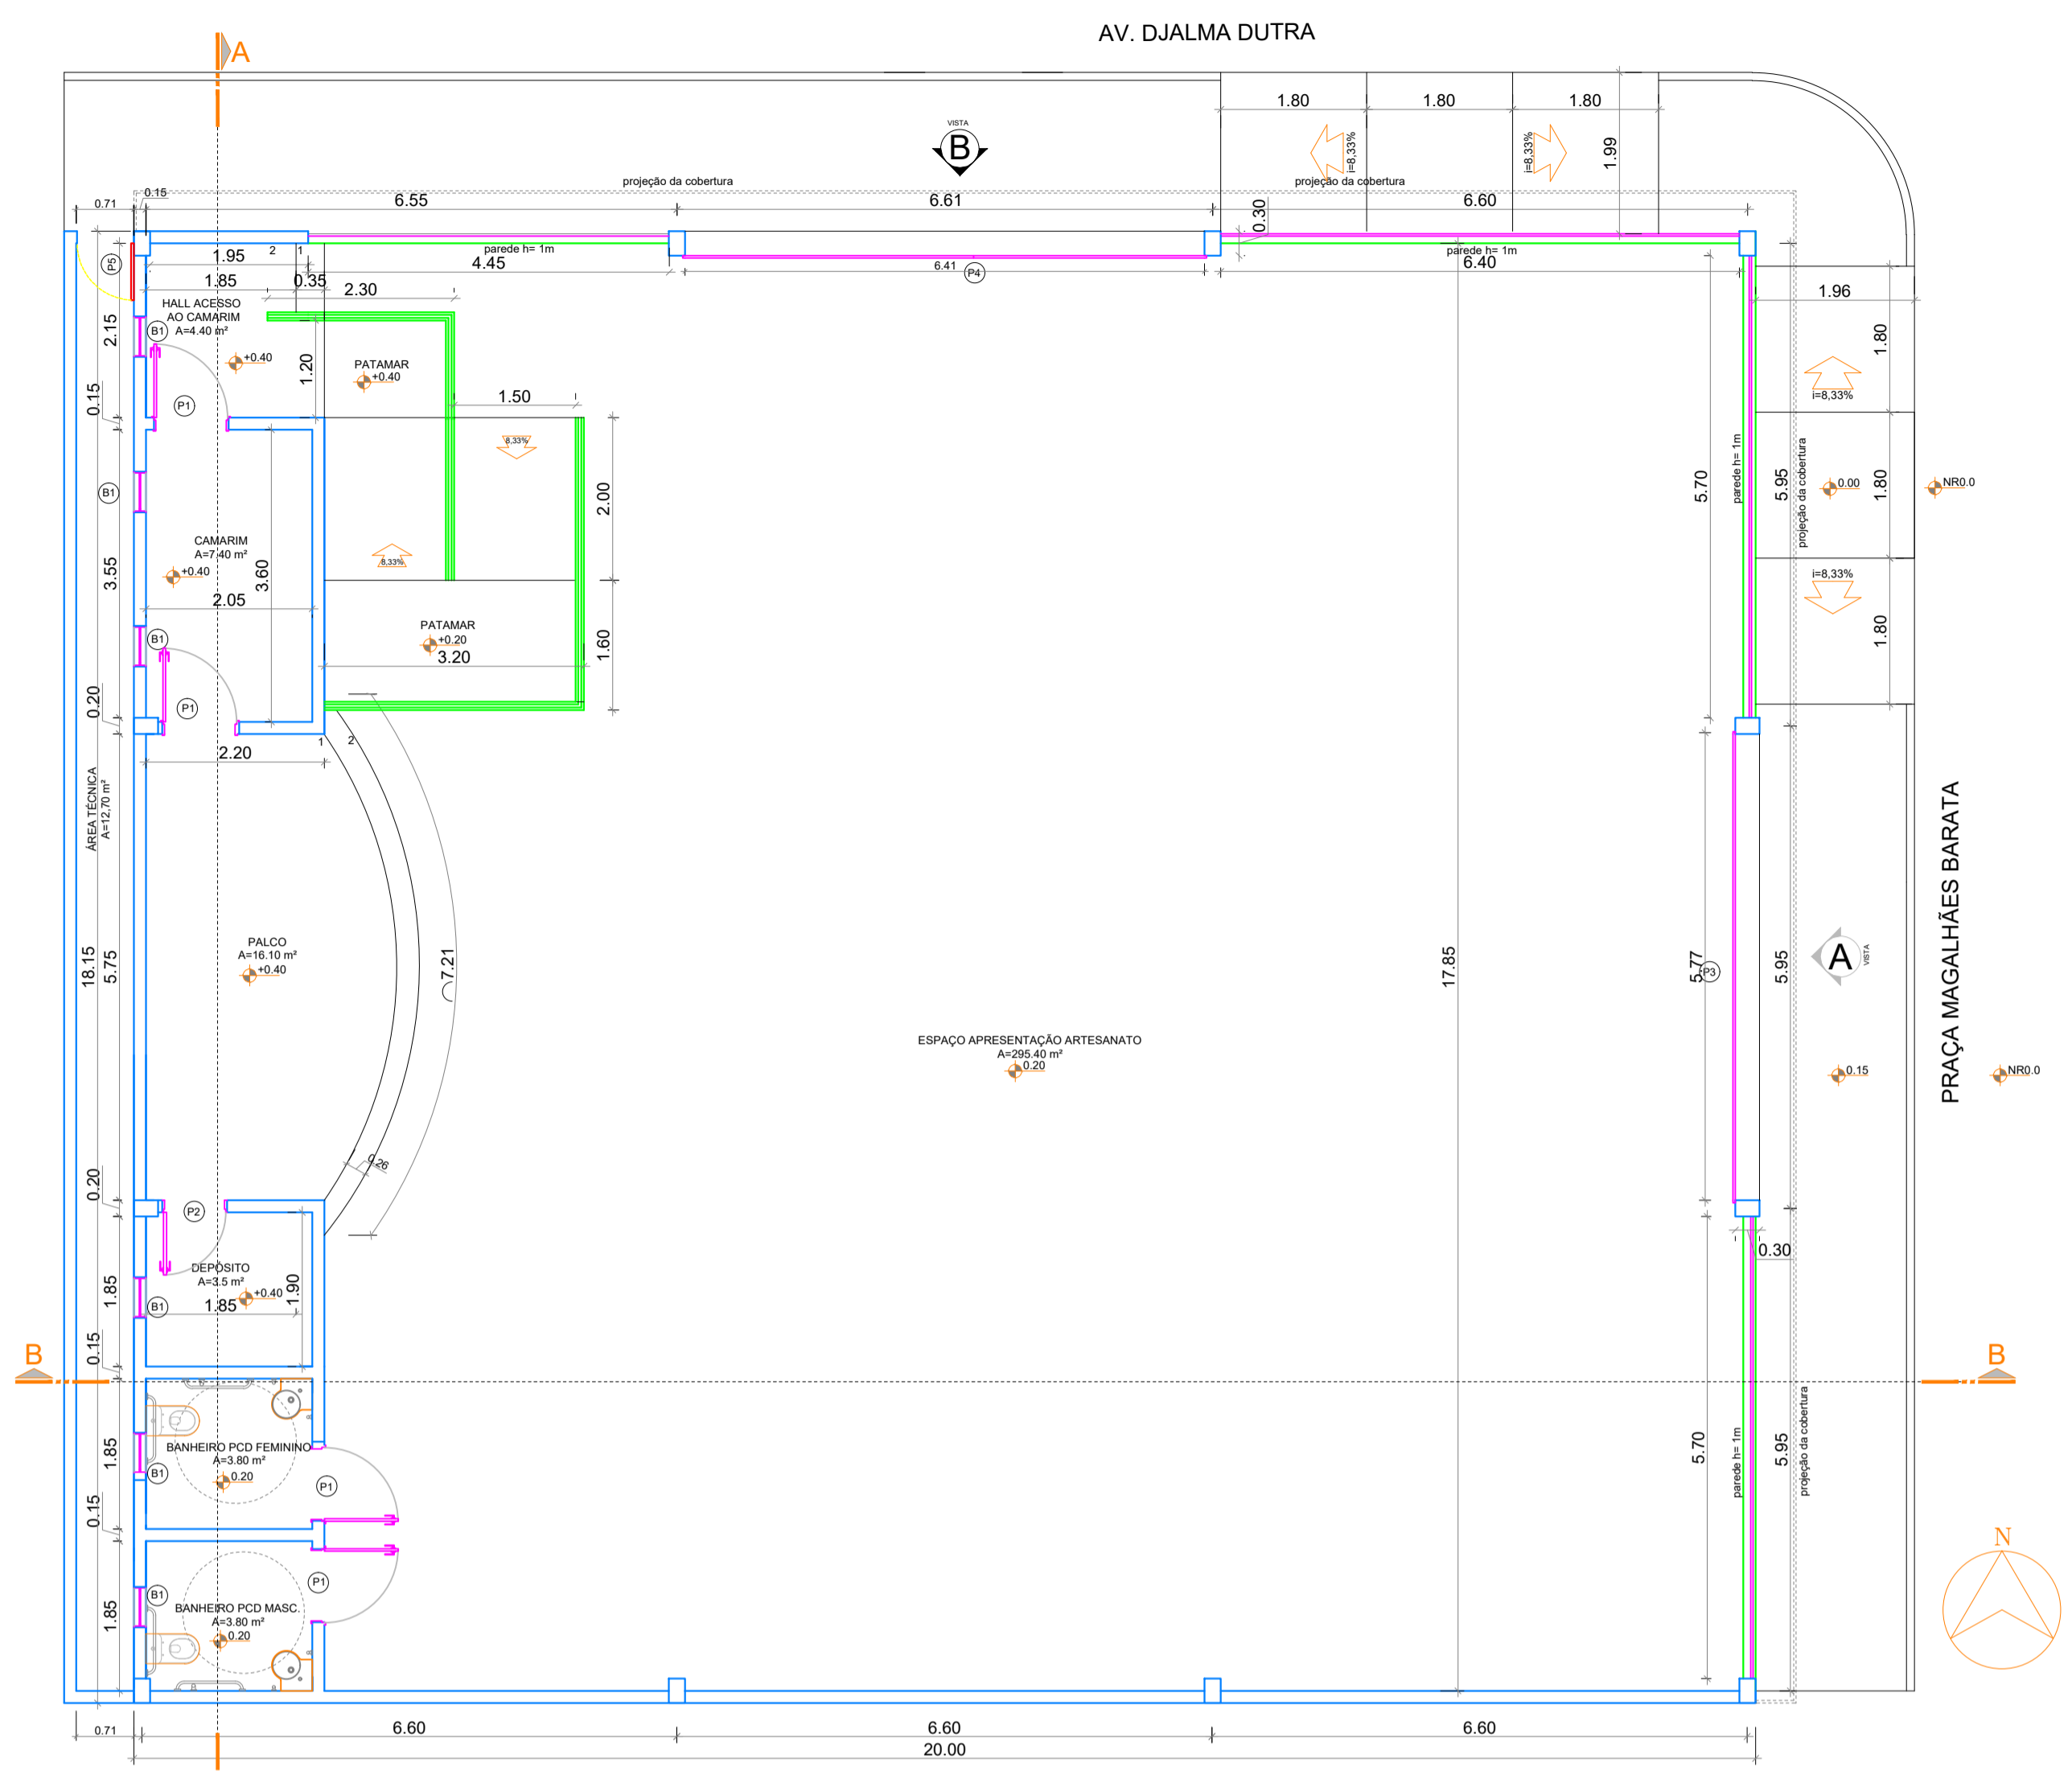 AV. DJALMA DUTRA
A
1.80
1.80
1.80
VISTA
B
i=8,33%
i=8,33%
1.99
projeção da cobertura
projeção da cobertura
0.71
0.15
6.55
6.61
6.60
0.30
P5
1.95
2
1
parede h= 1m
4.45
6.41
P4
parede h= 1m
6.40
1.85
0.35
2.30
1.96
HALL ACESSO
AO CAMARIM
A=4.40 m²
2.15
B1
+0.40
1.20
PATAMAR
+0.40
1.80
i=8,33%
0.15
P1
1.50
8,33%
parede h= 1m
projeção da cobertura
5.70
5.95
B1
2.00
0.00
1.80
NR0.0
CAMARIM
A=7.40 m²
+0.40
3.55
3.60
8,33%
i=8,33%
2.05
B1
PATAMAR
+0.20
3.20
1.60
1.80
0.20
P1
1
2
2.20
ÁREA TÉCNICA
A=12.70 m²
PRAÇA MAGALHÃES BARATA
PALCO
A=16.10 m²
+0.40
18.15
5.75
7.21
17.85
5.77
P3
5.95
A
VISTA
ESPAÇO APRESENTAÇÃO ARTESANATO
A=295.40 m²
0.20
0.15
NR0.0
0.26
0.20
P2
0.30
DEPÓSITO
A=3.5 m²
+0.40
1.85
1.90
1.85
B1
0.15
B
B
BANHEIRO PCD FEMININO
A=3.80 m²
0.20
1.85
B1
P1
5.70
parede h= 1m
5.95
projeção da cobertura
0.15
N
P1
B1
BANHEIRO PCD MASC.
A=3.80 m²
0.20
1.85
0.71
6.60
6.60
6.60
20.00